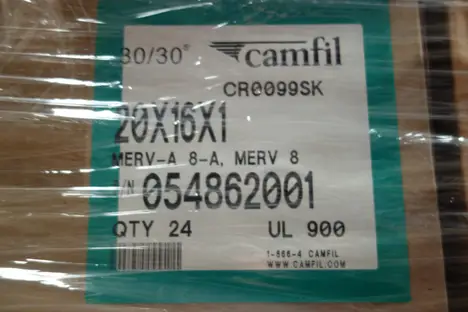 30/30® camfil
CR0099SK
20X16X1
MERV-A 8-A, MERV 8
P/N 054862001
QTY 24 UL 900
1-866-4 CAMFIL
WWW.CAMFIL.COM